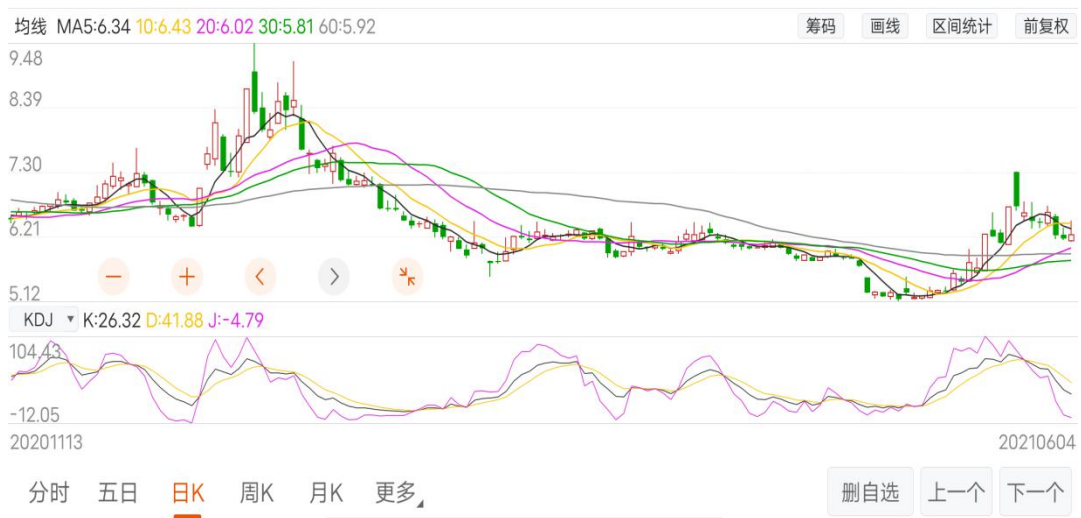 均线 MA5:6.34 10:6.43 20:6.02 30:5.81 60:5.92 筹码 画线 区间统计 前复权
9.48
8.39
7.30
6.21
5.12
KDJ K:26.32 D:41.88 J:-4.79
104.43
-12.05
20201113 20210604
分时 五日 日K 周K 月K 更多 删自选 上一个 下一个